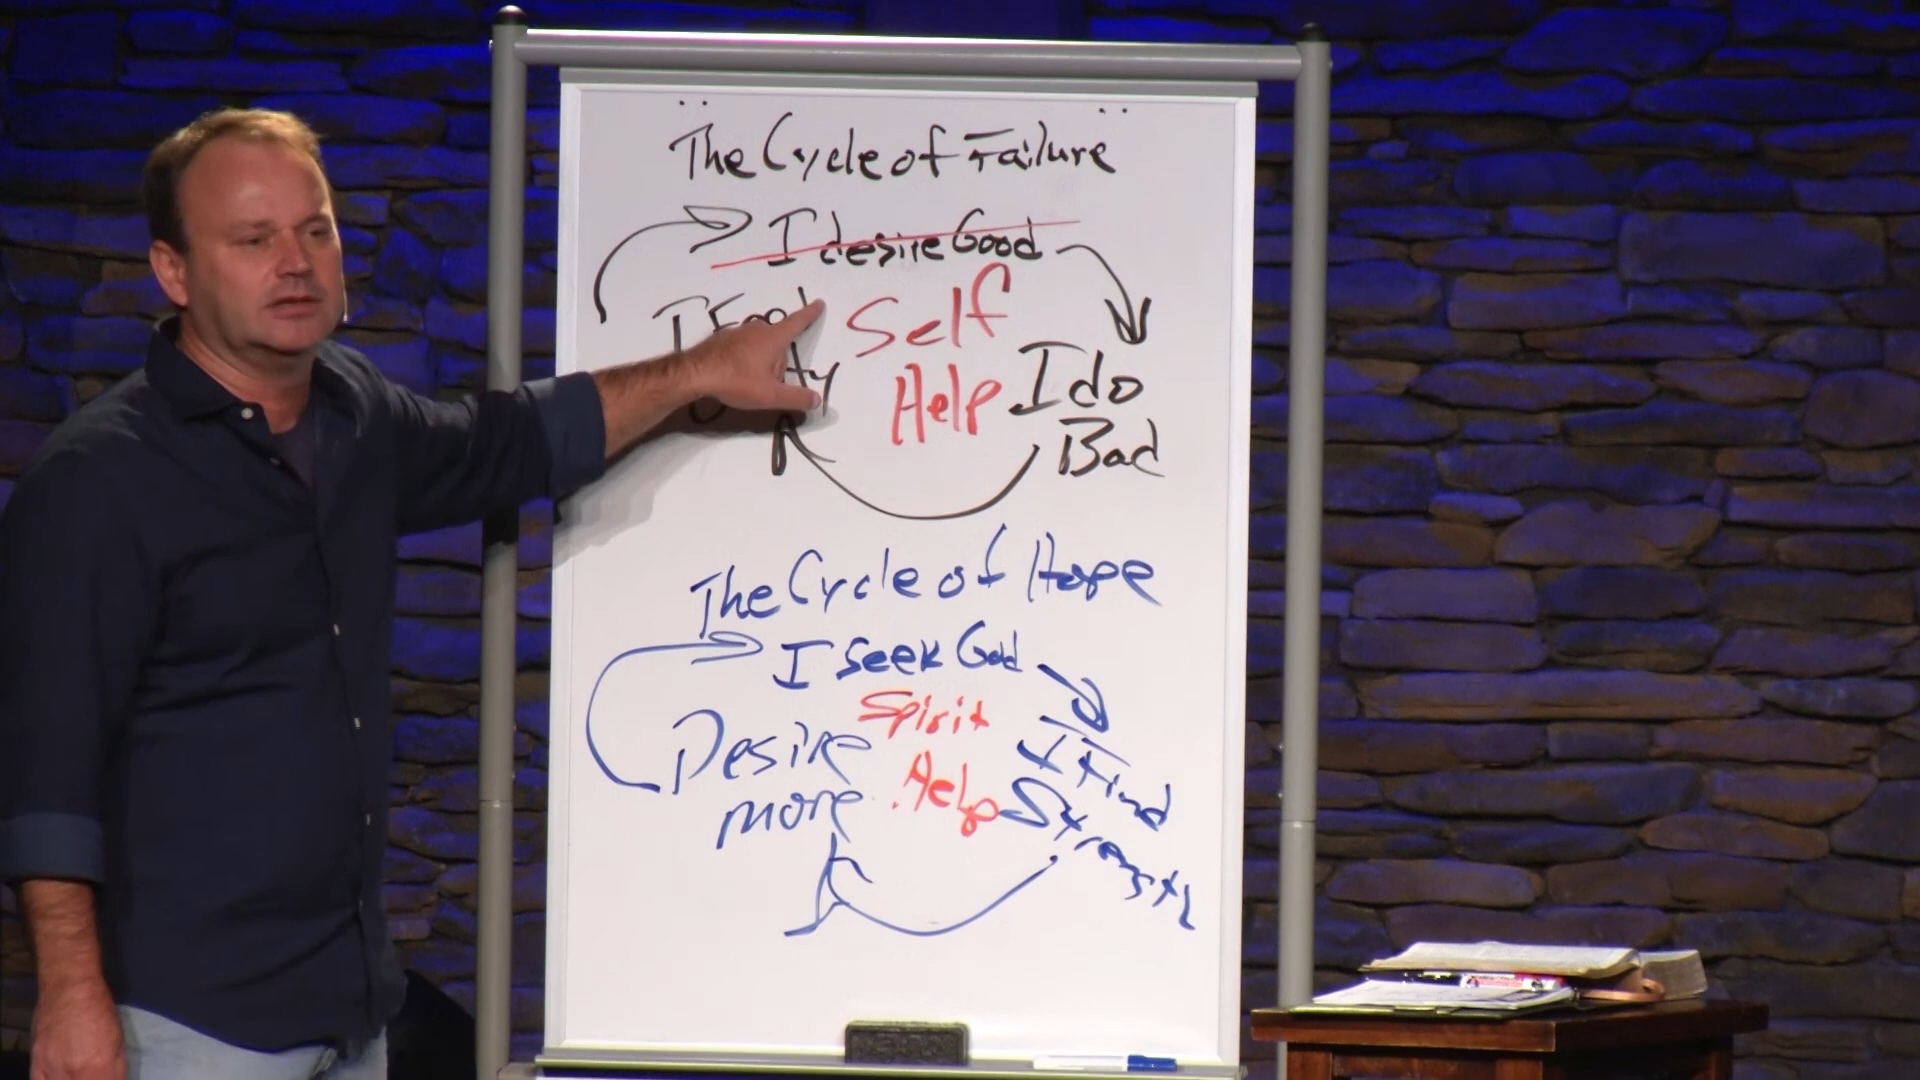 "The Cycle of Failure"
I desire Good
I
Self
Help
I do
Bad
The Cycle of Hope
I seek God
Spirit
Help
I Find
Strength
Desire
more